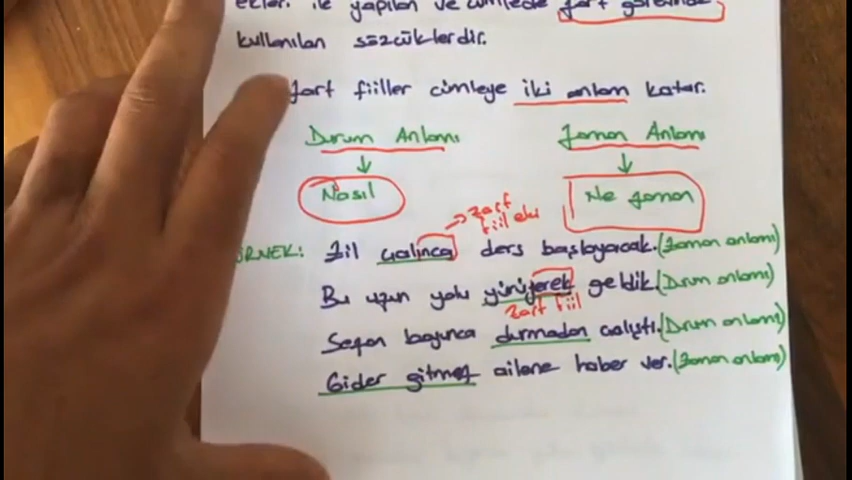 ekleri ile yapılan ve cümlede zarf görevinde
kullanılan sözcüklerdir.
Zarf fiiller cümleye iki anlam katar.
Durum Anlamı
Zaman Anlamı
Nasıl
Ne zaman
zarf
fiil eki
ÖRNEK: Zil çalınca ders başlayacak. (Zaman anlamı)
Bu uzun yolu yürüyerek geldik. (Durum anlamı)
zarf fiil
Sezon boyunca durmadan çalıştı. (Durum anlamı)
Gider gitmez ailene haber ver. (Zaman anlamı)